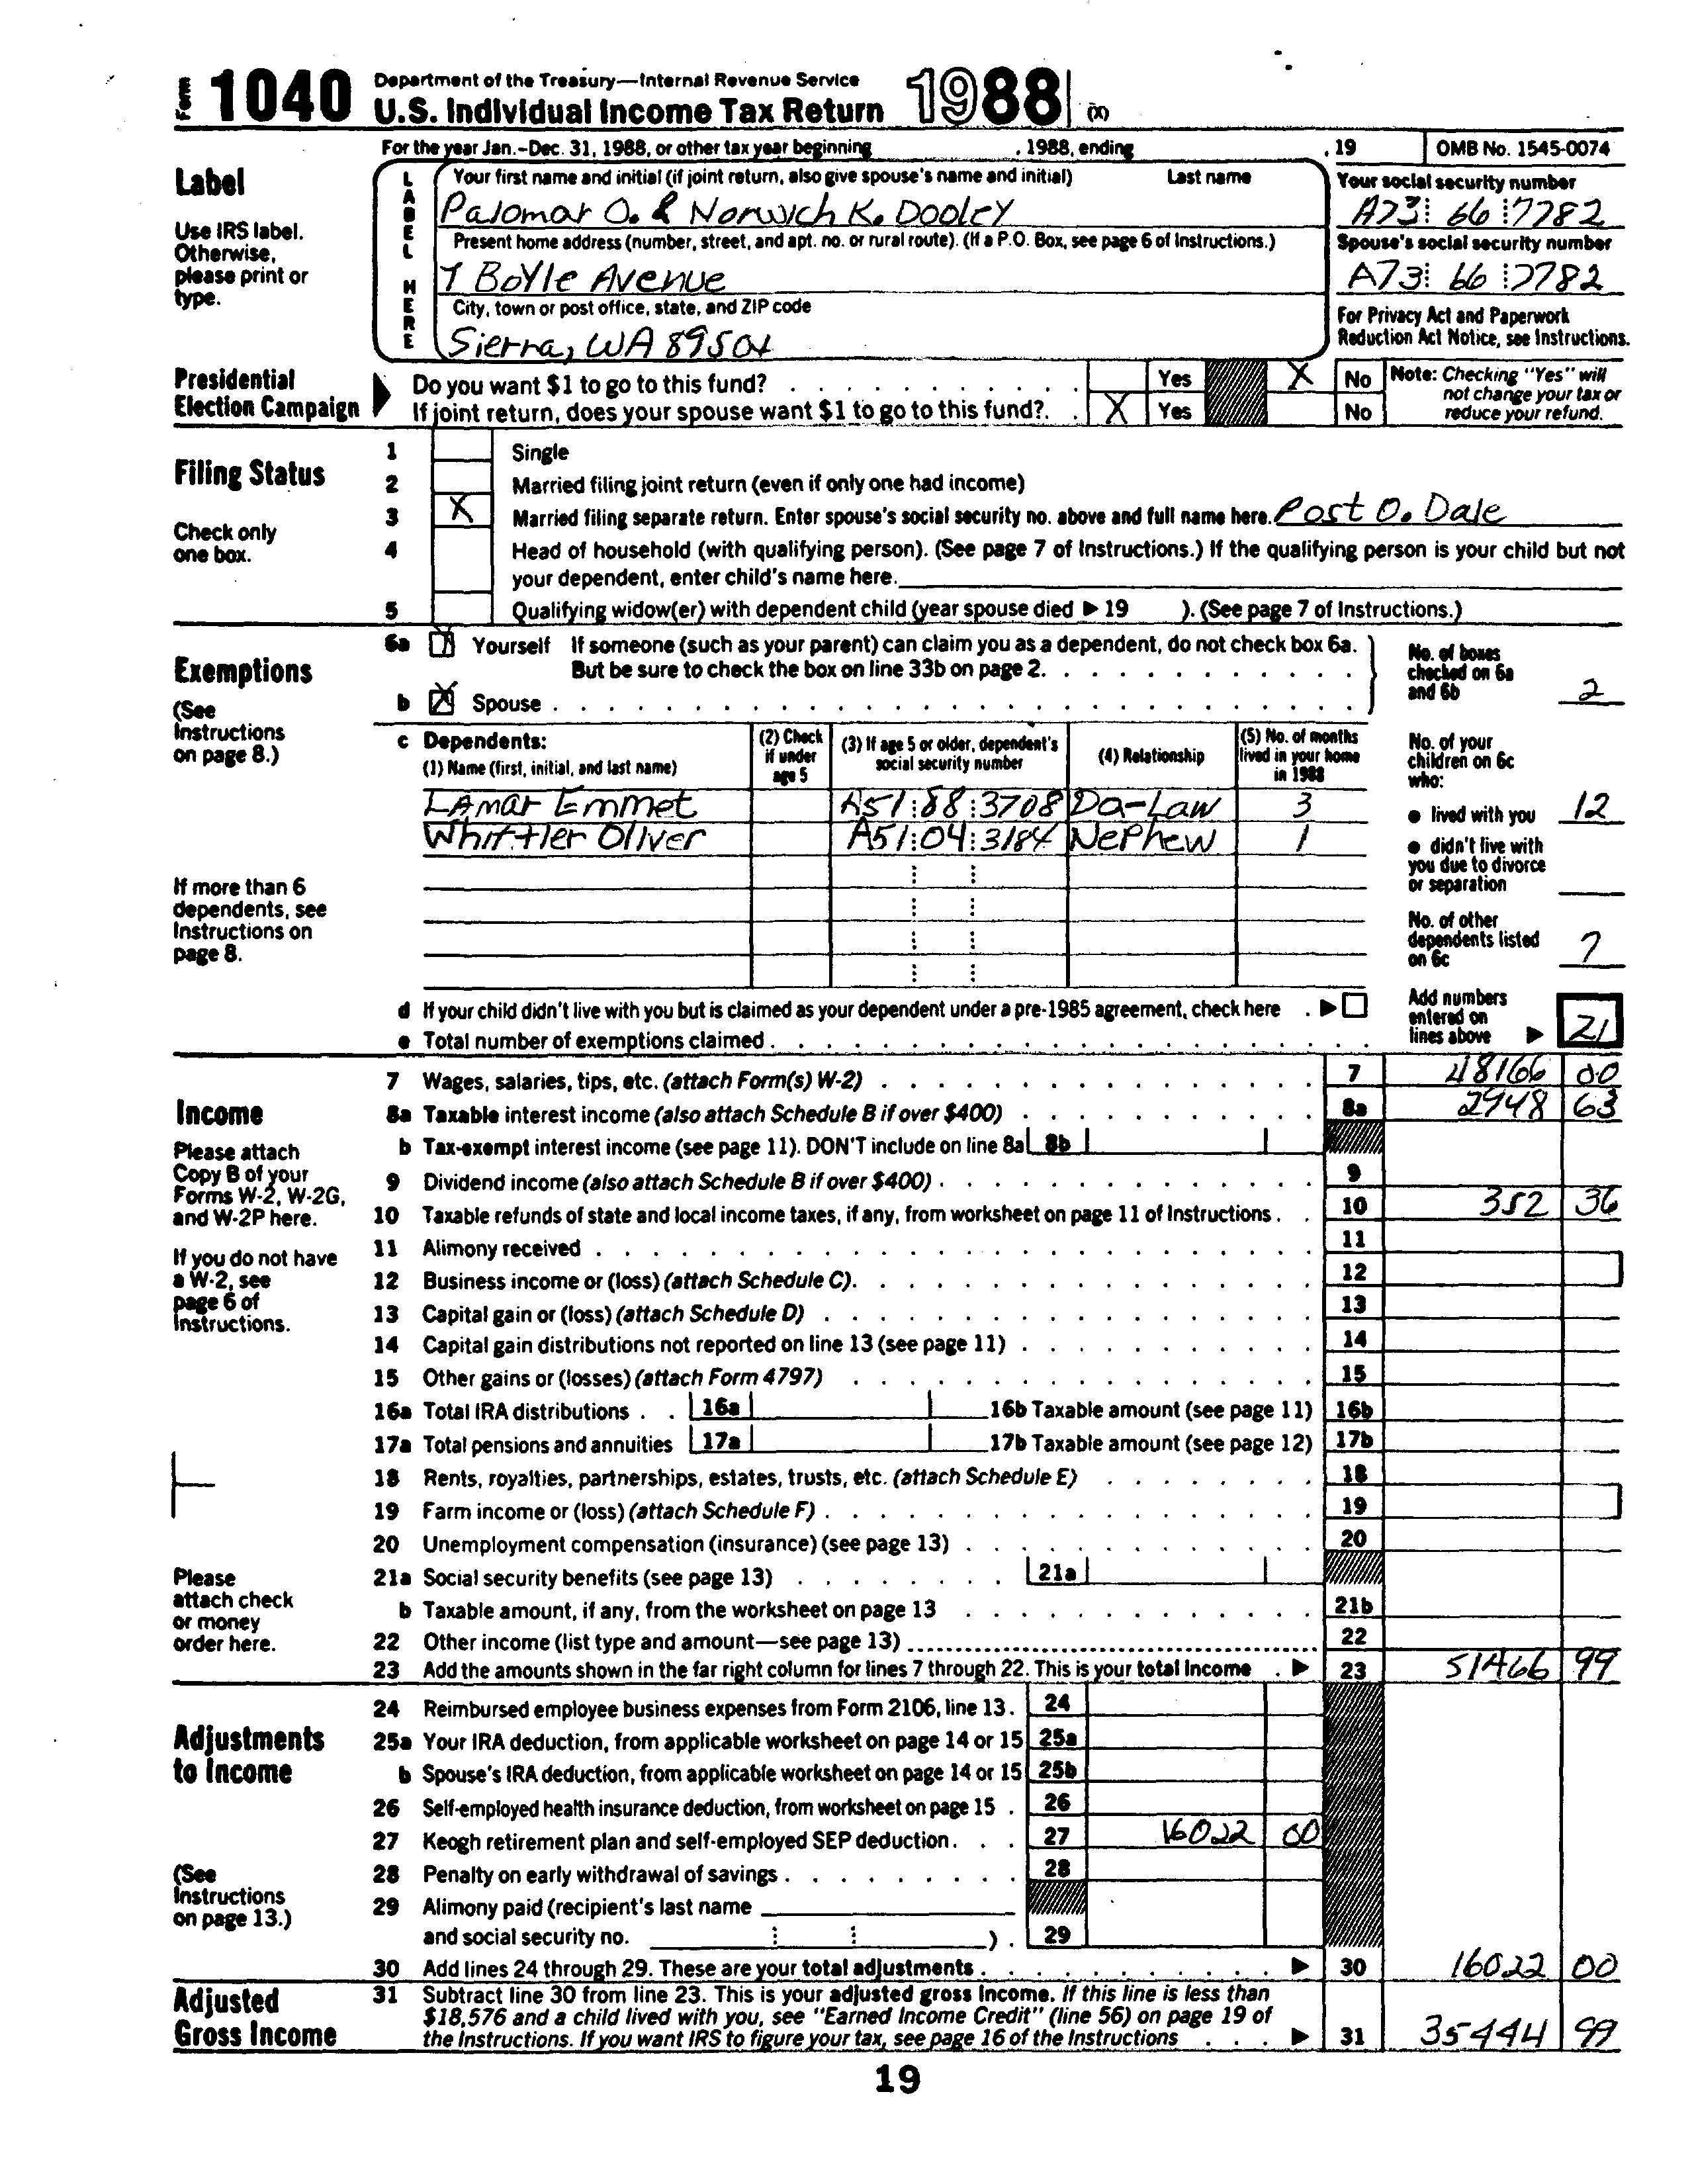 Form 1040 Department of the Treasury—Internal Revenue Service
U.S. Individual Income Tax Return 1988 (X)
For the year Jan.-Dec. 31, 1988, or other tax year beginning , 1988, ending , 19 OMB No. 1545-0074
Label
Use IRS label.
Otherwise,
please print or
type.
LABEL HERE
Your first name and initial (if joint return, also give spouse's name and initial) Last name
Palomar O. & Norwich K. Dooley
Present home address (number, street, and apt. no. or rural route). (If a P.O. Box, see page 6 of Instructions.)
7 Boyle Avenue
City, town or post office, state, and ZIP code
Sierra, WA 89504
Your social security number
A73 66 7782
Spouse's social security number
A73 66 7782
For Privacy Act and Paperwork
Reduction Act Notice, see Instructions.
Presidential
Election Campaign
Do you want $1 to go to this fund? Yes X No
If joint return, does your spouse want $1 to go to this fund? X Yes No
Note: Checking "Yes" will
not change your tax or
reduce your refund.
Filing Status
Check only
one box.
1 Single
2 Married filing joint return (even if only one had income)
3 X Married filing separate return. Enter spouse's social security no. above and full name here. Post O. Dale
4 Head of household (with qualifying person). (See page 7 of Instructions.) If the qualifying person is your child but not
your dependent, enter child's name here.
5 Qualifying widow(er) with dependent child (year spouse died ▶ 19 ). (See page 7 of Instructions.)
Exemptions
(See
Instructions
on page 8.)
6a X Yourself If someone (such as your parent) can claim you as a dependent, do not check box 6a.
But be sure to check the box on line 33b on page 2.
b X Spouse
No. of boxes
checked on 6a
and 6b 2
c Dependents:
(1) Name (first, initial, and last name)
(2) Check
if under
age 5
(3) If age 5 or older, dependent's
social security number
(4) Relationship
(5) No. of months
lived in your home
in 1988
Lamar Emmet A51 88 3708 Da-Law 3
Whittier Oliver A51 04 3184 Nephew 1
If more than 6
dependents, see
Instructions on
page 8.
No. of your
children on 6c
who:
● lived with you 12
● didn't live with
you due to divorce
or separation
No. of other
dependents listed
on 6c 7
d If your child didn't live with you but is claimed as your dependent under a pre-1985 agreement, check here ▶
e Total number of exemptions claimed
Add numbers
entered on
lines above ▶ 21
Income
Please attach
Copy B of your
Forms W-2, W-2G,
and W-2P here.
If you do not have
a W-2, see
page 6 of
Instructions.
Please
attach check
or money
order here.
7 Wages, salaries, tips, etc. (attach Form(s) W-2) 7 48166 00
8a Taxable interest income (also attach Schedule B if over $400) 8a 2948 63
b Tax-exempt interest income (see page 11). DON'T include on line 8a 8b
9 Dividend income (also attach Schedule B if over $400) 9
10 Taxable refunds of state and local income taxes, if any, from worksheet on page 11 of Instructions 10 352 36
11 Alimony received 11
12 Business income or (loss) (attach Schedule C) 12
13 Capital gain or (loss) (attach Schedule D) 13
14 Capital gain distributions not reported on line 13 (see page 11) 14
15 Other gains or (losses) (attach Form 4797) 15
16a Total IRA distributions 16a 16b Taxable amount (see page 11) 16b
17a Total pensions and annuities 17a 17b Taxable amount (see page 12) 17b
18 Rents, royalties, partnerships, estates, trusts, etc. (attach Schedule E) 18
19 Farm income or (loss) (attach Schedule F) 19
20 Unemployment compensation (insurance) (see page 13) 20
21a Social security benefits (see page 13) 21a
b Taxable amount, if any, from the worksheet on page 13 21b
22 Other income (list type and amount—see page 13) 22
23 Add the amounts shown in the far right column for lines 7 through 22. This is your total income ▶ 23 51466 99
Adjustments
to Income
(See
Instructions
on page 13.)
24 Reimbursed employee business expenses from Form 2106, line 13. 24
25a Your IRA deduction, from applicable worksheet on page 14 or 15 25a
b Spouse's IRA deduction, from applicable worksheet on page 14 or 15 25b
26 Self-employed health insurance deduction, from worksheet on page 15 26
27 Keogh retirement plan and self-employed SEP deduction 27 16022 00
28 Penalty on early withdrawal of savings 28
29 Alimony paid (recipient's last name
and social security no. ) 29
30 Add lines 24 through 29. These are your total adjustments ▶ 30 16022 00
Adjusted
Gross Income
31 Subtract line 30 from line 23. This is your adjusted gross income. If this line is less than
$18,576 and a child lived with you, see "Earned Income Credit" (line 56) on page 19 of
the Instructions. If you want IRS to figure your tax, see page 16 of the Instructions ▶ 31 35444 99
19